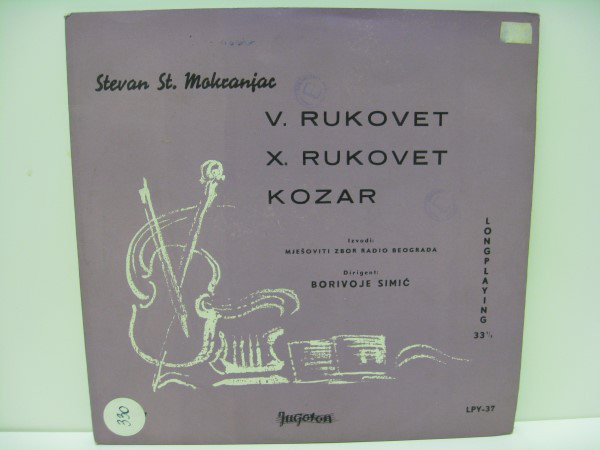 Stevan St. Mokranjac
V. RUKOVET
X. RUKOVET
KOZAR
Izvodi:
MJEŠOVITI ZBOR RADIO BEOGRADA
Dirigent:
BORIVOJE SIMIČ
LONGPLAYING
33⅓
330
Jugoton
LPY-37